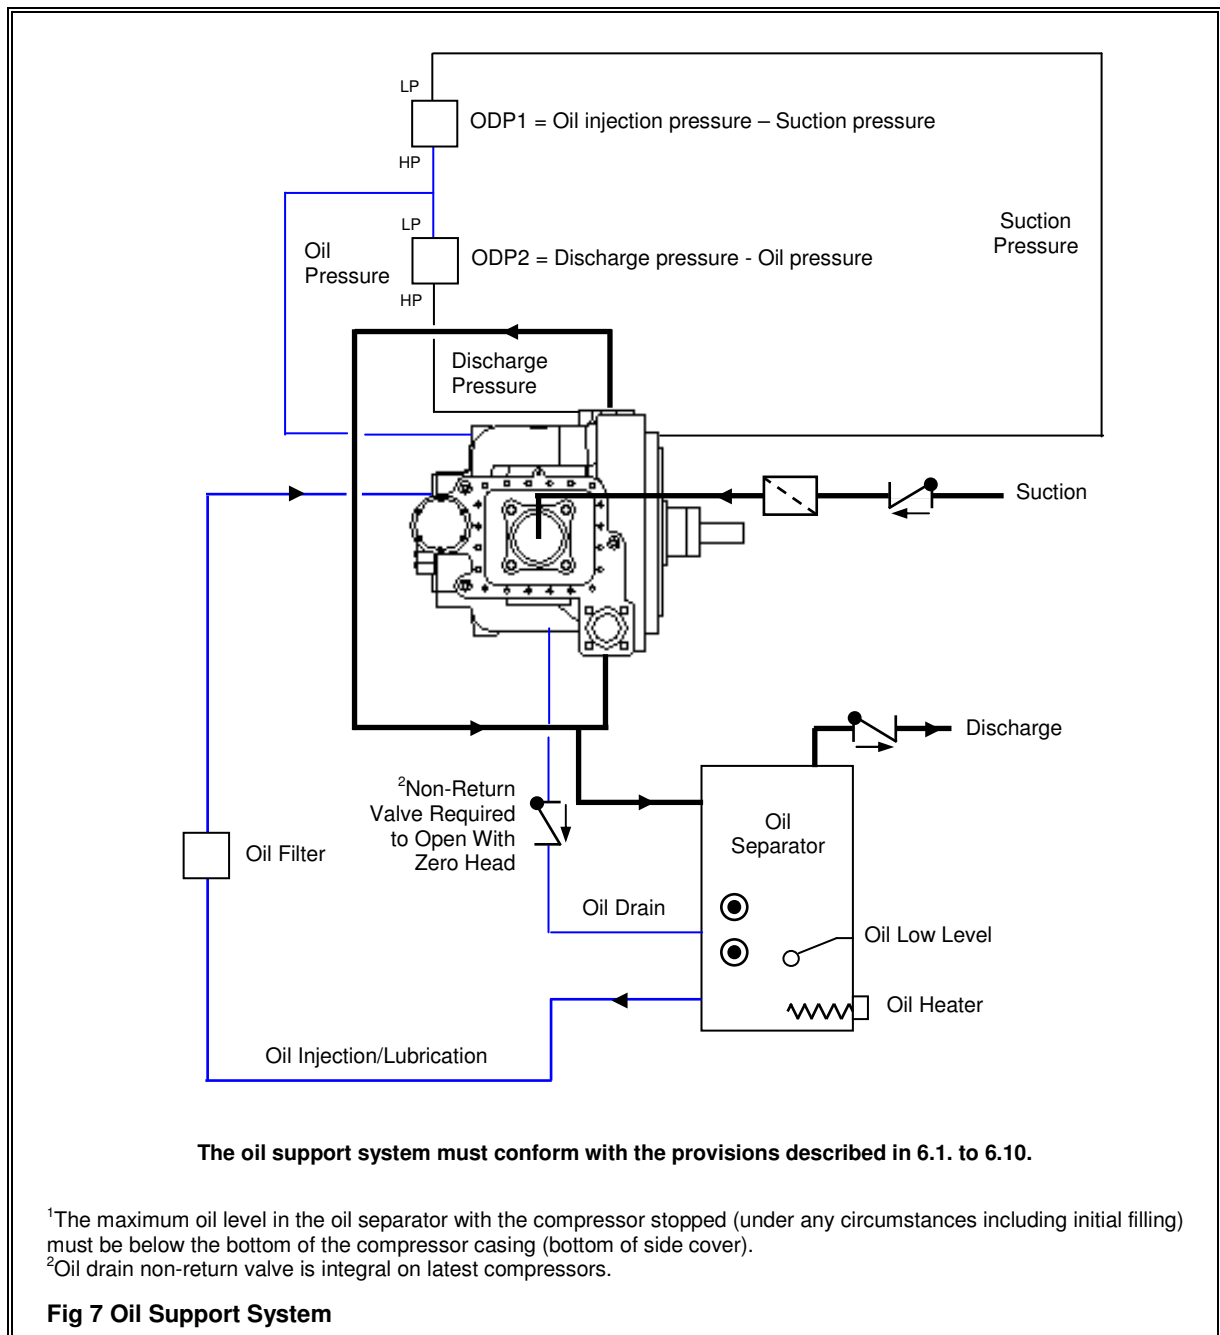 LP
ODP1 = Oil injection pressure – Suction pressure
HP
LP
Oil
Pressure
ODP2 = Discharge pressure - Oil pressure
HP
Suction
Pressure
Discharge
Pressure
Suction
Discharge
²Non-Return
Valve Required
to Open With
Zero Head
Oil
Separator
Oil Filter
Oil Drain
Oil Low Level
Oil Heater
Oil Injection/Lubrication
The oil support system must conform with the provisions described in 6.1. to 6.10.
¹The maximum oil level in the oil separator with the compressor stopped (under any circumstances including initial filling)
must be below the bottom of the compressor casing (bottom of side cover).
²Oil drain non-return valve is integral on latest compressors.
Fig 7 Oil Support System